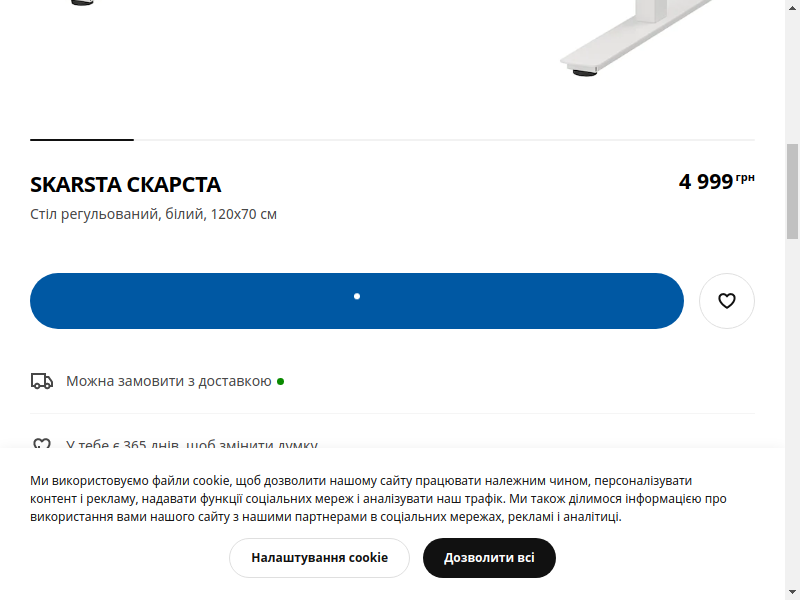 SKARSTA СКАРСТА
4 999 грн
Стіл регульований, білий, 120x70 см
Можна замовити з доставкою
У тебе є 365 днів, щоб змінити думку
Ми використовуємо файли cookie, щоб дозволити нашому сайту працювати належним чином, персоналізувати
контент і рекламу, надавати функції соціальних мереж і аналізувати наш трафік. Ми також ділимося інформацією про
використання вами нашого сайту з нашими партнерами в соціальних мережах, рекламі і аналітиці.
Налаштування cookie
Дозволити всі